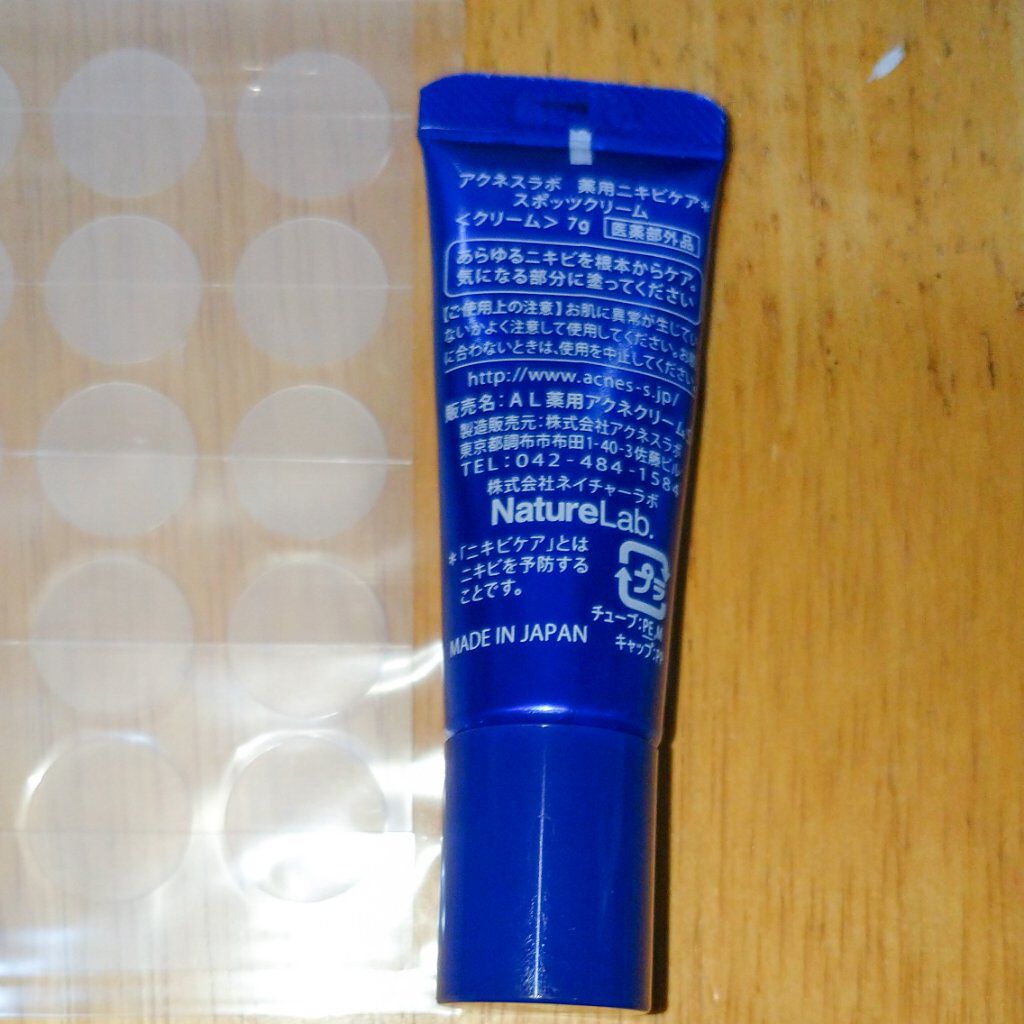 アクネスラボ 薬用ニキビケア*
スポッツクリーム
<クリーム> 7g 医薬部外品
あらゆるニキビを根本からケア。
気になる部分に塗ってください
【ご使用上の注意】お肌に異常が生じてい
ないかよく注意して使用してください。お肌
に合わないときは、使用を中止してください。
http://www.acnes-s.jp/
販売名:AL薬用アクネクリーム
製造販売元:株式会社アクネスラボ
東京都調布市布田1-40-3佐藤ビル
TEL:042-484-1584
株式会社ネイチャーラボ
NatureLab.
*「ニキビケア」とは
ニキビを予防する
ことです。
プラ
チューブ:PE,M
キャップ:P
MADE IN JAPAN